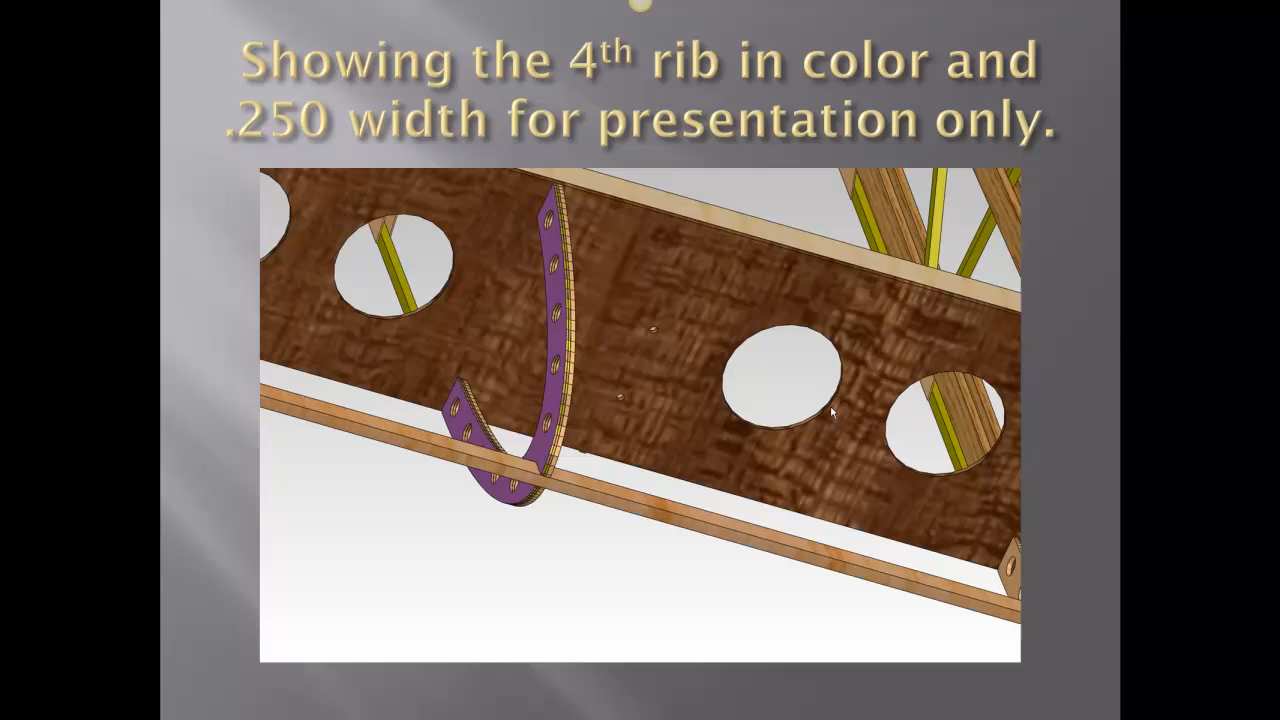 Showing the 4th rib in color and
.250 width for presentation only.